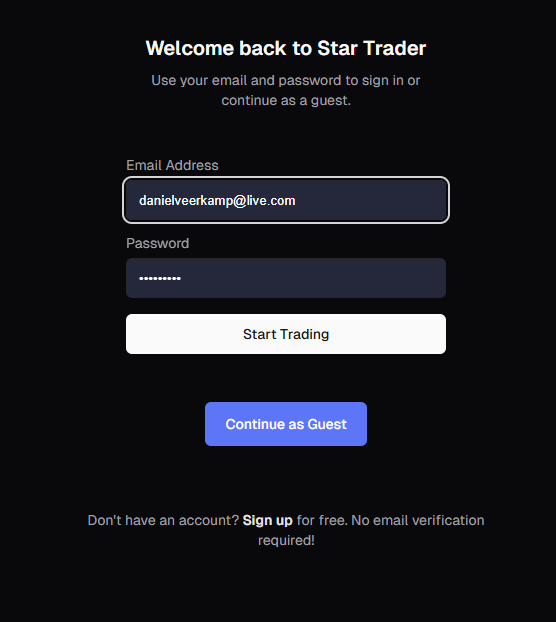 Welcome back to Star Trader
Use your email and password to sign in or
continue as a guest.
Email Address
danielveerkamp@live.com
Password
•••••••••
Start Trading
Continue as Guest
Don't have an account? Sign up for free. No email verification
required!